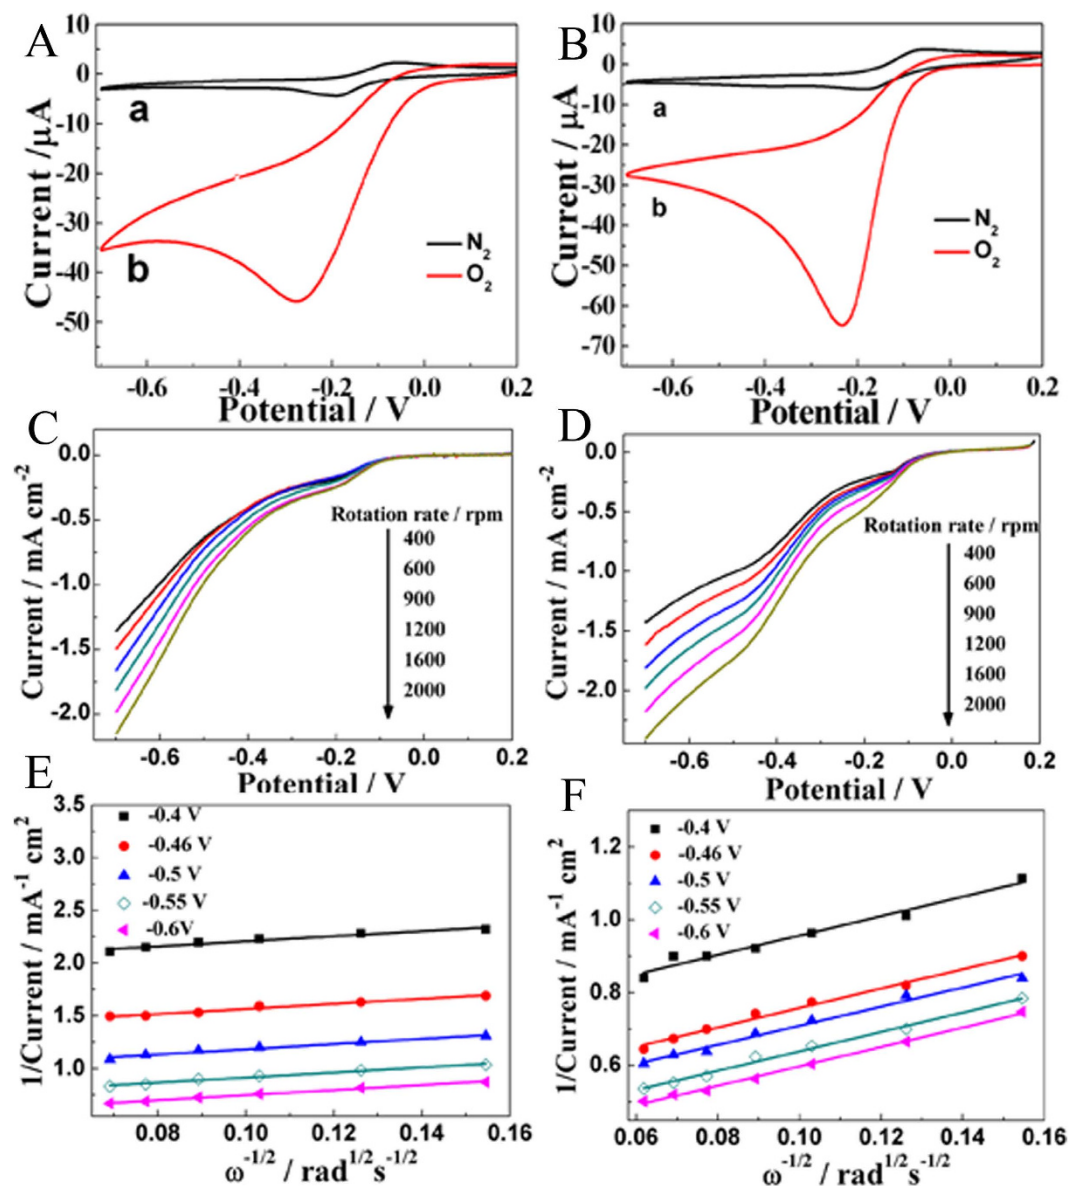 A
10
0
-10
-20
-30
-40
-50
Current /μA
a
b
N2
O2
-0.6
-0.4
-0.2
0.0
0.2
Potential / V
B
10
0
-10
-20
-30
-40
-50
-60
-70
Current / μA
a
b
N2
O2
-0.6
-0.4
-0.2
0.0
0.2
Potential / V
C
0.0
-0.5
-1.0
-1.5
-2.0
Current / mA cm-2
Rotation rate / rpm
400
600
900
1200
1600
2000
-0.6
-0.4
-0.2
0.0
0.2
Potential / V
D
0.0
-0.5
-1.0
-1.5
-2.0
Current / mA cm-2
Rotation rate / rpm
400
600
900
1200
1600
2000
-0.6
-0.4
-0.2
0.0
0.2
Potential / V
E
3.5
3.0
2.5
2.0
1.5
1.0
1/Current / mA-1 cm2
-0.4 V
-0.46 V
-0.5 V
-0.55 V
-0.6V
0.08
0.10
0.12
0.14
0.16
ω-1/2 / rad1/2s-1/2
F
1.2
1.0
0.8
0.6
1/Current / mA-1 cm2
-0.4 V
-0.46 V
-0.5 V
-0.55 V
-0.6 V
0.06
0.08
0.10
0.12
0.14
0.16
ω-1/2 / rad1/2s-1/2